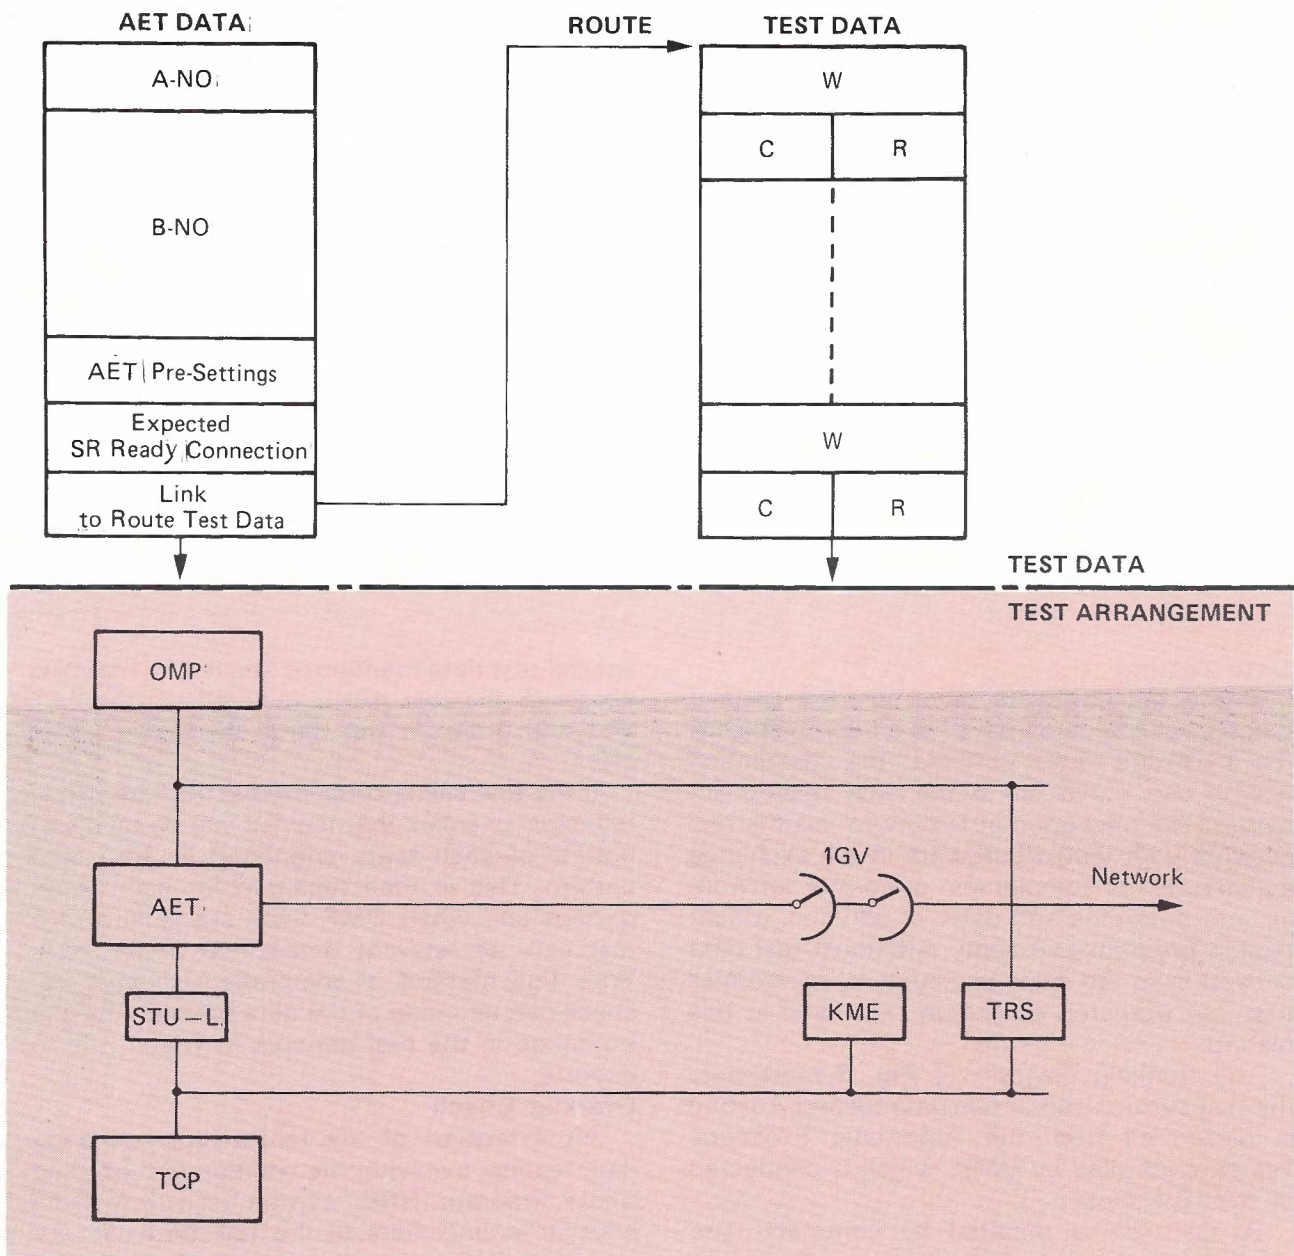 AET DATA
A-NO
B-NO
AET Pre-Settings
Expected
SR Ready Connection
Link
to Route Test Data
ROUTE
TEST DATA
W
C
R
W
C
R
TEST DATA
TEST ARRANGEMENT
OMP
AET
STU-L
TCP
1GV
Network
KME
TRS